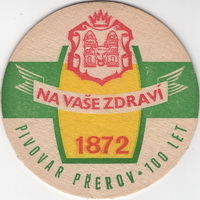 NA VAŠE ZDRAVÍ
1872
PIVOVAR PŘEROV · 100 LET